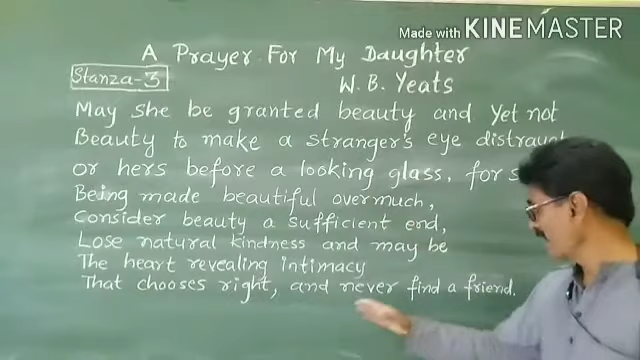 Made with KINEMASTER
A Prayer For My Daughter
Stanza-3
W. B. Yeats
May she be granted beauty and yet not
Beauty to make a stranger's eye
or hers before a looking glass, for
Being made beautiful overmuch,
Consider beauty a sufficient end,
Lose natural kindness and may be
The heart revealing intimacy
That chooses right, and never find a friend.